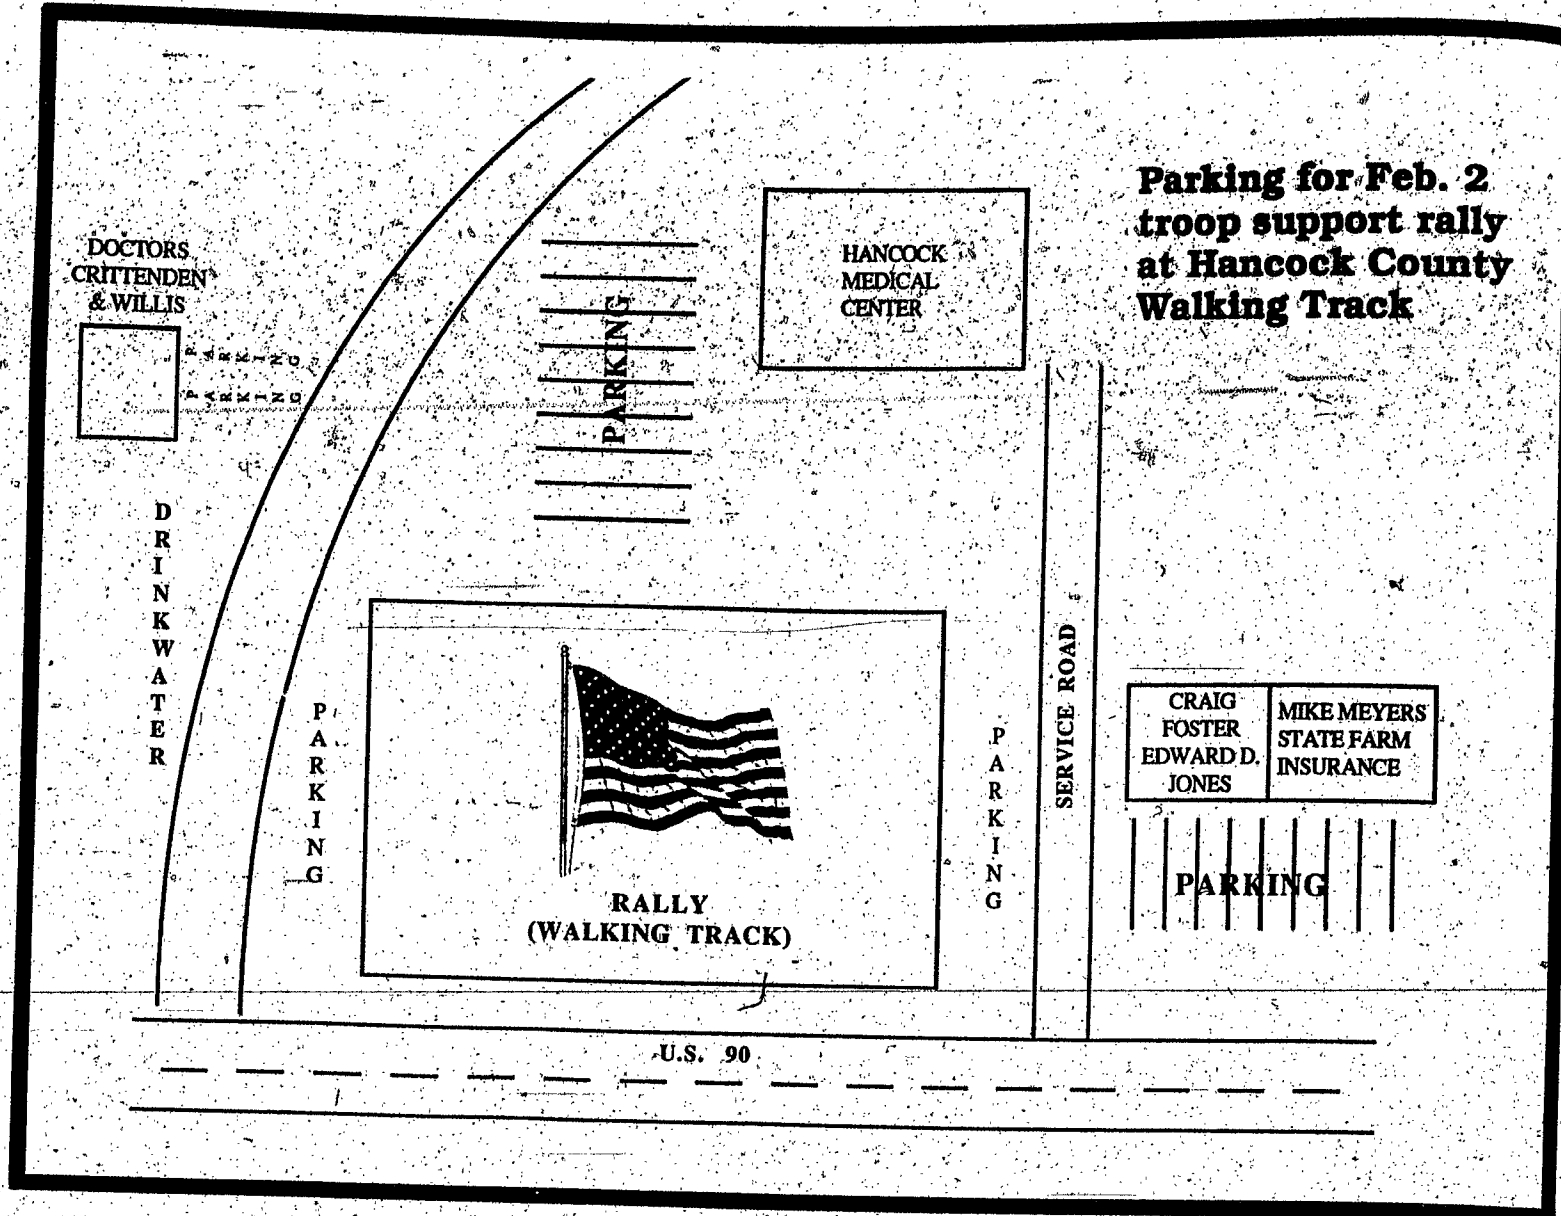 Parking for Feb. 2
troop support rally
at Hancock County
Walking Track
DOCTORS
CRITTENDEN
& WILLIS
PARKING
PARKING
PARKING
HANCOCK
MEDICAL
CENTER
DRINKWATER
PARKING
RALLY
(WALKING TRACK)
PARKING
SERVICE ROAD
CRAIG
FOSTER
EDWARD D.
JONES
MIKE MEYERS
STATE FARM
INSURANCE
PARKING
U.S. 90